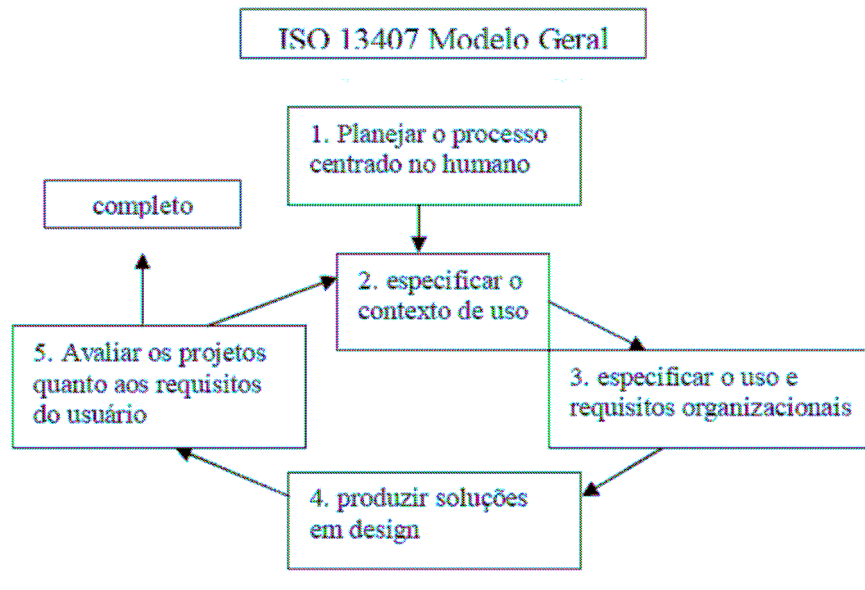 ISO 13407 Modelo Geral
1. Planejar o processo
centrado no humano
completo
2. especificar o
contexto de uso
3. especificar o uso e
requisitos organizacionais
4. produzir soluções
em design
5. Avaliar os projetos
quanto aos requisitos
do usuário